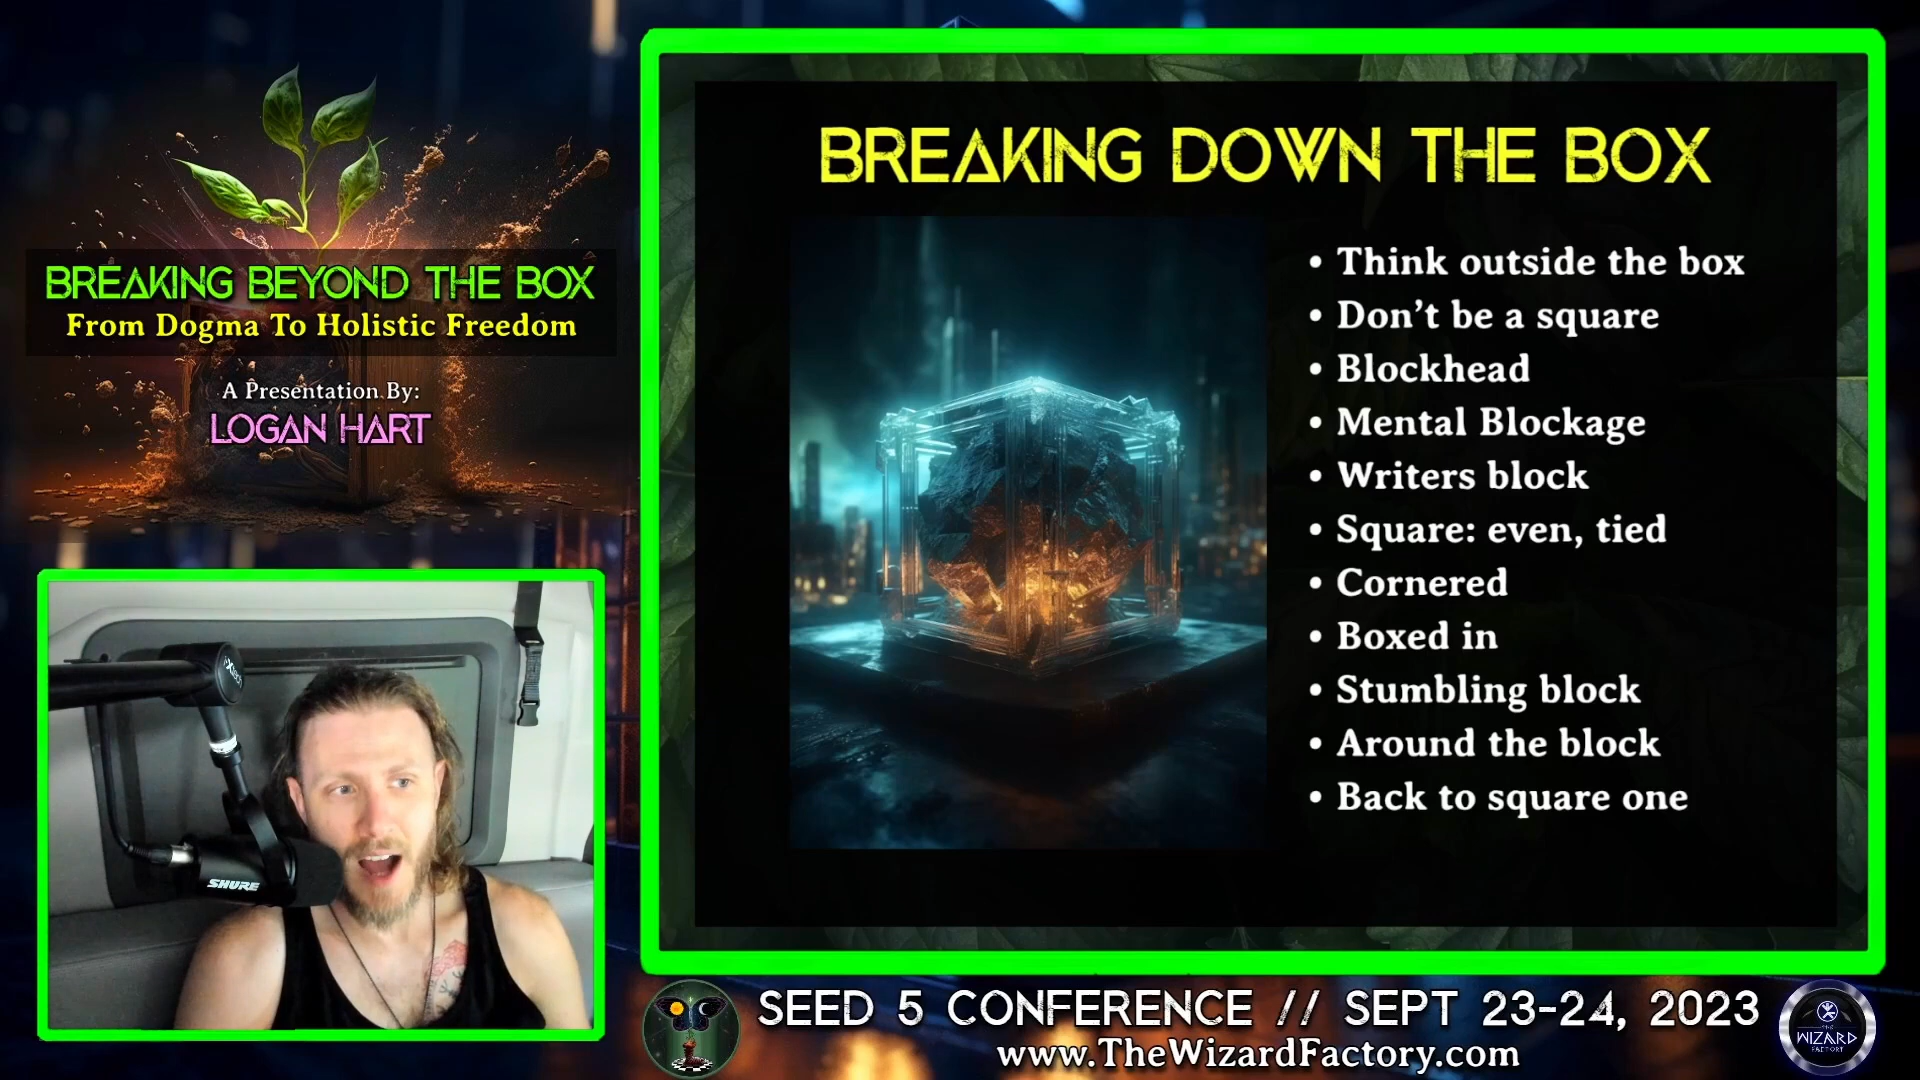 BREAKING BEYOND THE BOX
From Dogma To Holistic Freedom
A Presentation By:
LOGAN HART
SHURE
BREAKING DOWN THE BOX
• Think outside the box
• Don’t be a square
• Blockhead
• Mental Blockage
• Writers block
• Square: even, tied
• Cornered
• Boxed in
• Stumbling block
• Around the block
• Back to square one
SEED 5 CONFERENCE // SEPT 23-24, 2023
www.TheWizardFactory.com
THE
WIZARD
FACTORY